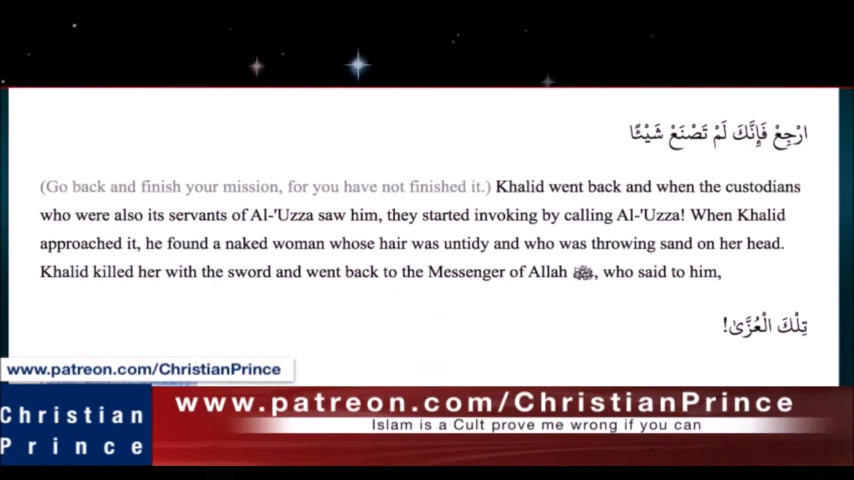 ارْجِعْ فَإِنَّكَ لَمْ تَصْنَعْ شَيْئًا
(Go back and finish your mission, for you have not finished it.) Khalid went back and when the custodians
who were also its servants of Al-'Uzza saw him, they started invoking by calling Al-'Uzza! When Khalid
approached it, he found a naked woman whose hair was untidy and who was throwing sand on her head.
Khalid killed her with the sword and went back to the Messenger of Allah ﷺ, who said to him,
تِلْكَ الْعُزَّىٰ!
www.patreon.com/ChristianPrince
Christian
Prince
www.patreon.com/ChristianPrince
Islam is a Cult prove me wrong if you can